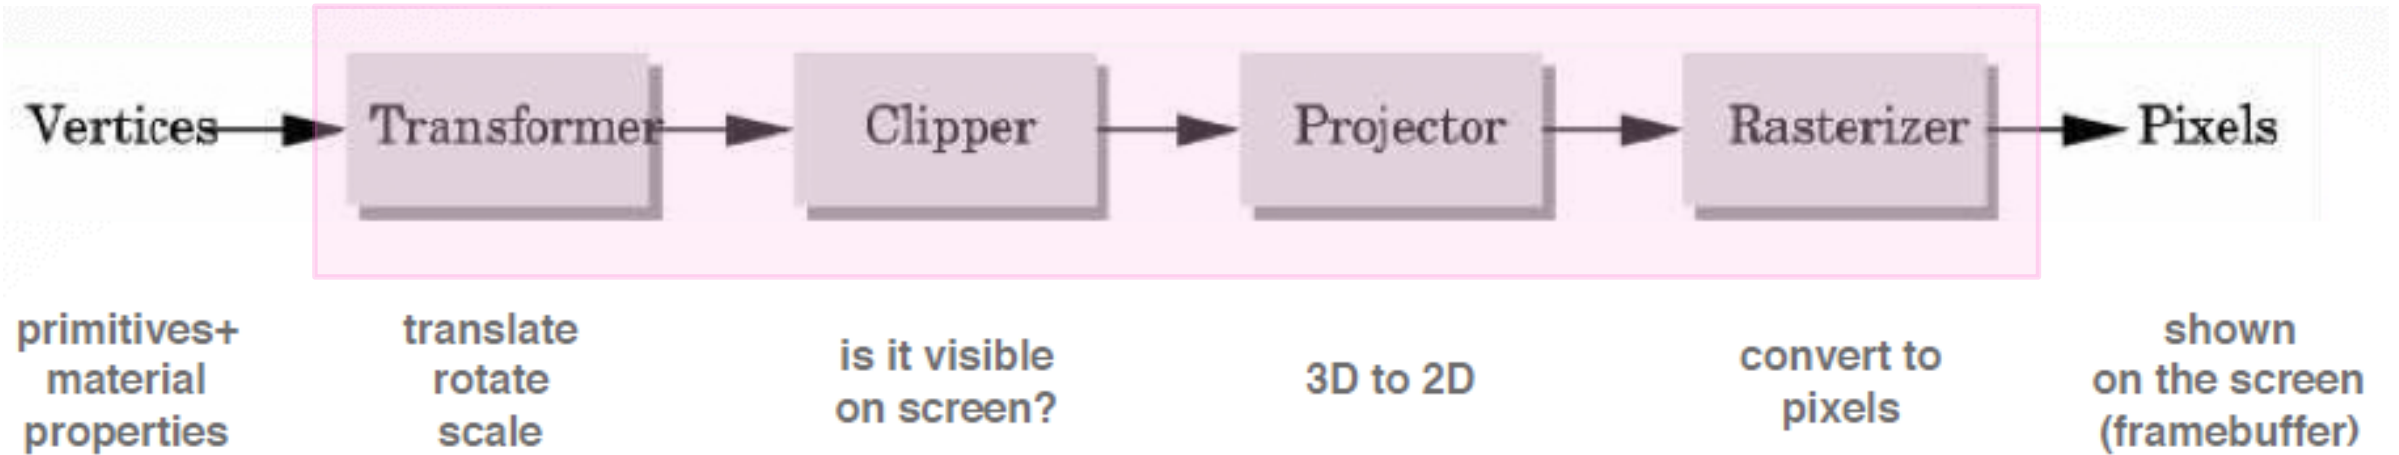 Vertices
Transformer
Clipper
Projector
Rasterizer
Pixels
primitives+
material
properties
translate
rotate
scale
is it visible
on screen?
3D to 2D
convert to
pixels
shown
on the screen
(framebuffer)